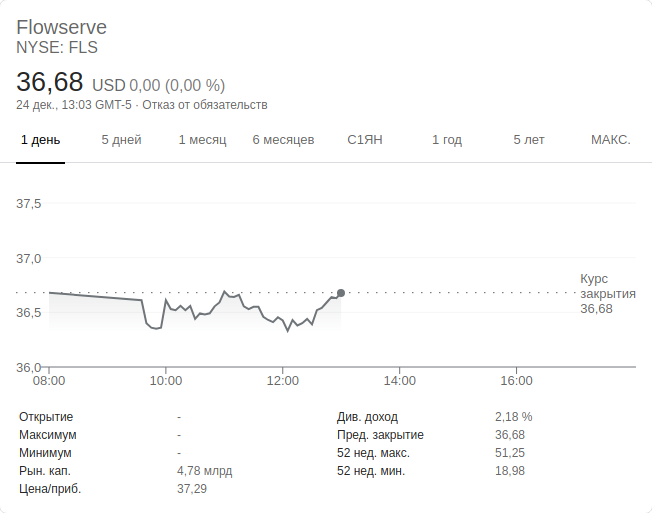 Flowserve
NYSE: FLS
36,68 USD 0,00 (0,00 %)
24 дек., 13:03 GMT-5 · Отказ от обязательств
1 день 5 дней 1 месяц 6 месяцев С1ЯН 1 год 5 лет МАКС.
37,5
37,0
Курс
закрытия
36,68
36,5
36,0
08:00 10:00 12:00 14:00 16:00
Открытие - Див. доход 2,18 %
Максимум - Пред. закрытие 36,68
Минимум - 52 нед. макс. 51,25
Рын. кап. 4,78 млрд 52 нед. мин. 18,98
Цена/приб. 37,29